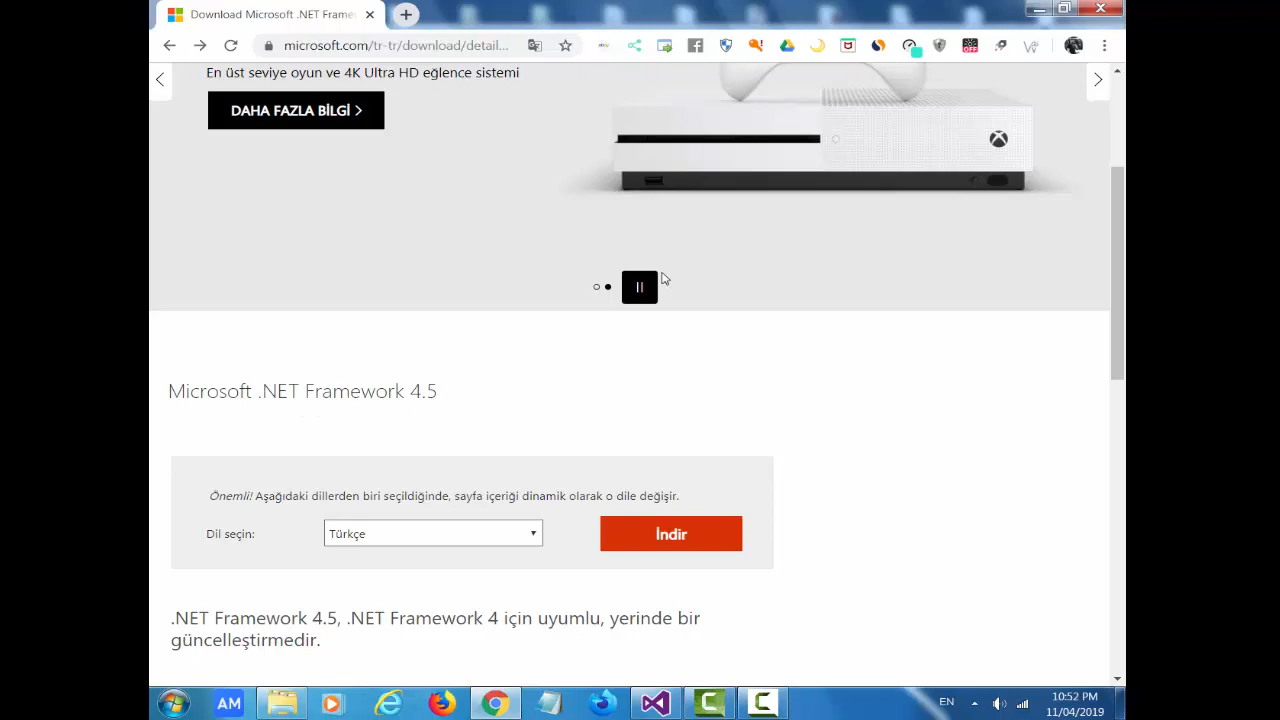 Download Microsoft .NET Frame
microsoft.com/tr-tr/download/detail...
En üst seviye oyun ve 4K Ultra HD eğlence sistemi
DAHA FAZLA BİLGİ >
Microsoft .NET Framework 4.5
Önemli! Aşağıdaki dillerden biri seçildiğinde, sayfa içeriği dinamik olarak o dile değişir.
Dil seçin:
Türkçe
İndir
.NET Framework 4.5, .NET Framework 4 için uyumlu, yerinde bir
güncelleştirmedir.
AM
EN
10:52 PM
11/04/2019